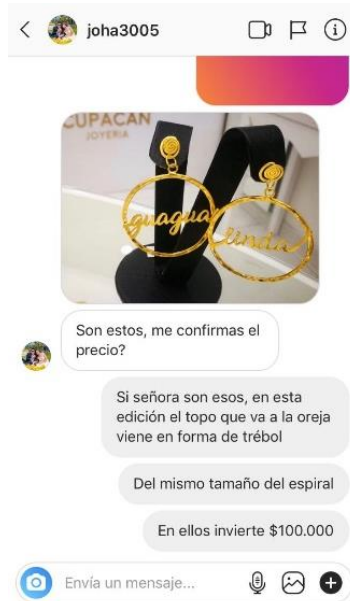 joha3005
CUPACAN
JOYERIA
guagua
linda
Son estos, me confirmas el
precio?
Si señora son esos, en esta
edición el topo que va a la oreja
viene en forma de trébol
Del mismo tamaño del espiral
En ellos invierte $100.000
Envía un mensaje...